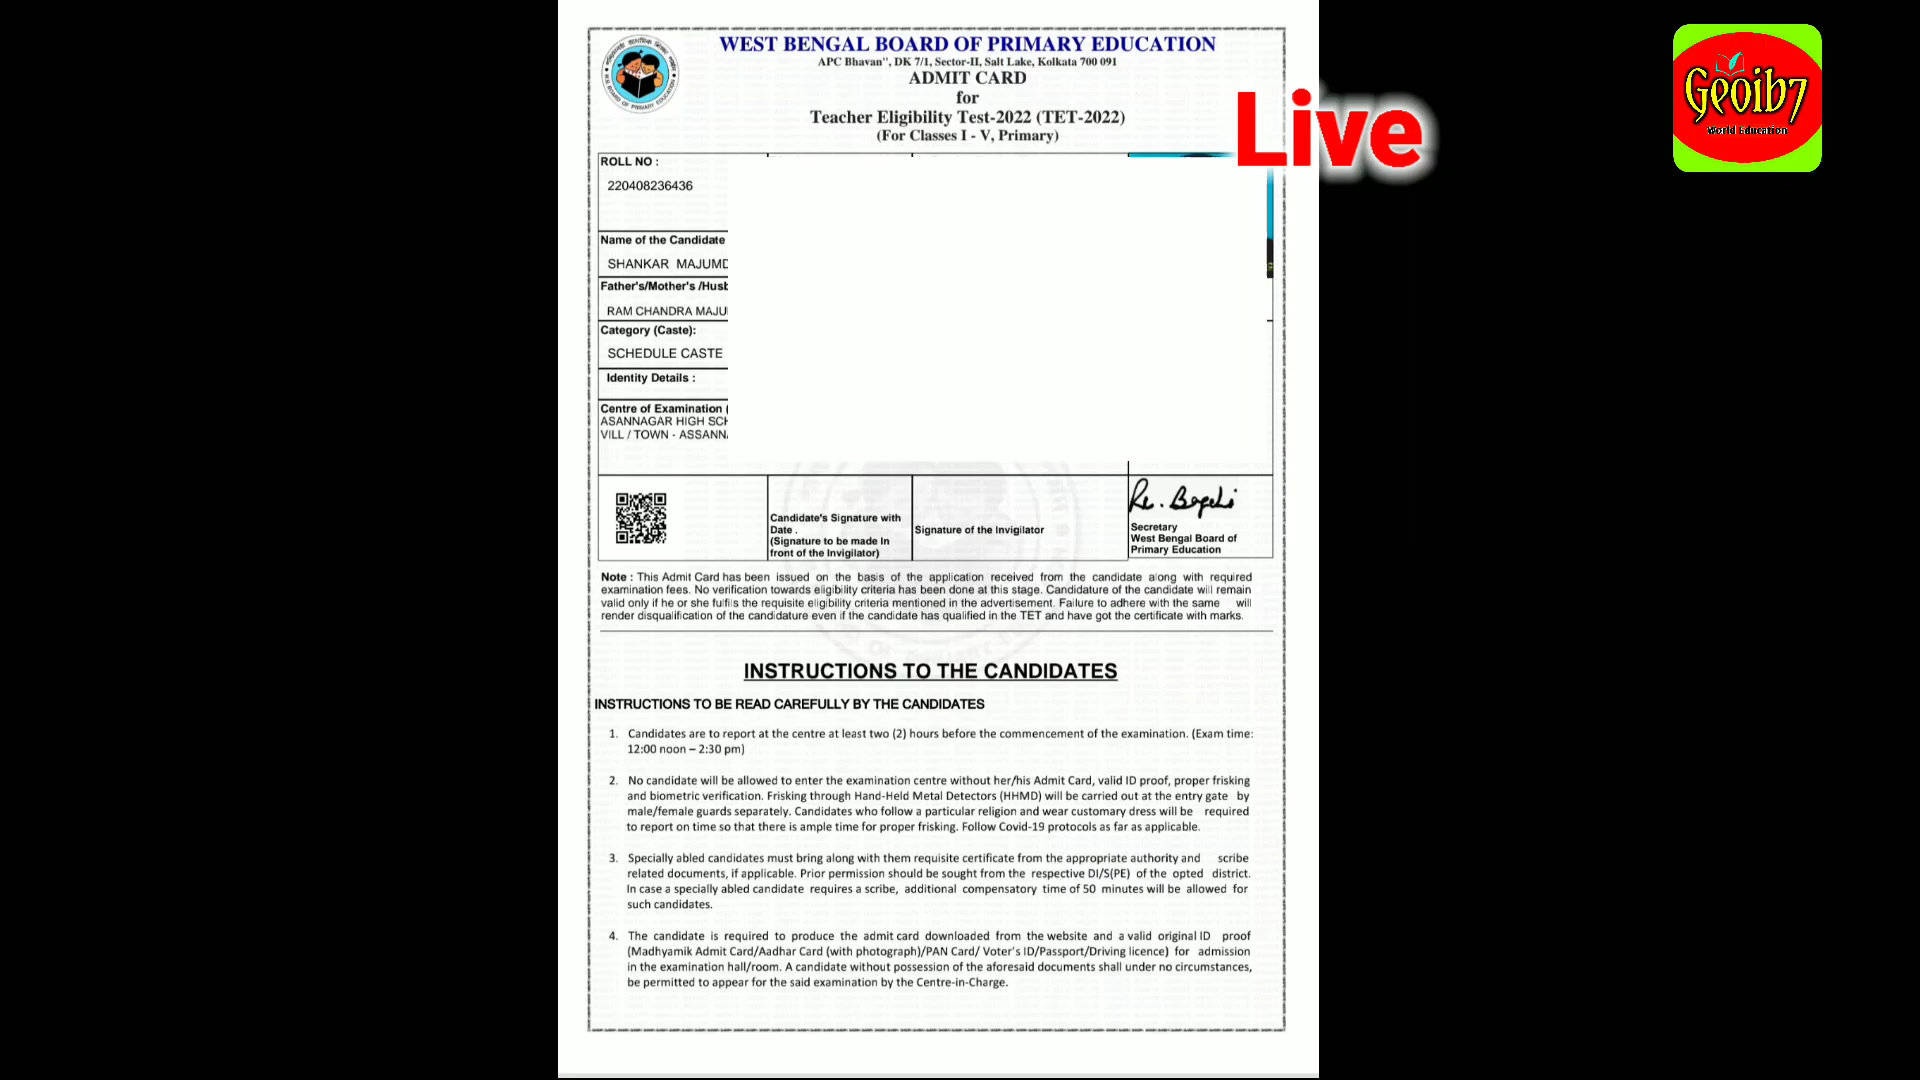 WEST BENGAL BOARD OF PRIMARY EDUCATION
APC Bhavan", DK 7/1, Sector-II, Salt Lake, Kolkata 700 091
ADMIT CARD
for
Teacher Eligibility Test-2022 (TET-2022)
(For Classes I - V, Primary)
Live
Geoib7
World Education
ROLL NO :
220408236436
Name of the Candidate
SHANKAR MAJUMD
Father's/Mother's /Husb
RAM CHANDRA MAJU
Category (Caste):
SCHEDULE CASTE
Identity Details :
Centre of Examination (
ASANNAGAR HIGH SCH
VILL / TOWN - ASSANNA
Candidate's Signature with
Date .
(Signature to be made In
front of the Invigilator)
Signature of the Invigilator
Secretary
West Bengal Board of
Primary Education
Note : This Admit Card has been issued on the basis of the application received from the candidate along with required
examination fees. No verification towards eligibility criteria has been done at this stage. Candidature of the candidate will remain
valid only if he or she fulfils the requisite eligibility criteria mentioned in the advertisement. Failure to adhere with the same will
render disqualification of the candidature even if the candidate has qualified in the TET and have got the certificate with marks.
INSTRUCTIONS TO THE CANDIDATES
INSTRUCTIONS TO BE READ CAREFULLY BY THE CANDIDATES
1. Candidates are to report at the centre at least two (2) hours before the commencement of the examination. (Exam time:
12:00 noon – 2:30 pm)
2. No candidate will be allowed to enter the examination centre without her/his Admit Card, valid ID proof, proper frisking
and biometric verification. Frisking through Hand-Held Metal Detectors (HHMD) will be carried out at the entry gate by
male/female guards separately. Candidates who follow a particular religion and wear customary dress will be required
to report on time so that there is ample time for proper frisking. Follow Covid-19 protocols as far as applicable.
3. Specially abled candidates must bring along with them requisite certificate from the appropriate authority and scribe
related documents, if applicable. Prior permission should be sought from the respective DI/S(PE) of the opted district.
In case a specially abled candidate requires a scribe, additional compensatory time of 50 minutes will be allowed for
such candidates.
4. The candidate is required to produce the admit card downloaded from the website and a valid original ID proof
(Madhyamik Admit Card/Aadhar Card (with photograph)/PAN Card/ Voter's ID/Passport/Driving licence) for admission
in the examination hall/room. A candidate without possession of the aforesaid documents shall under no circumstances,
be permitted to appear for the said examination by the Centre-in-Charge.